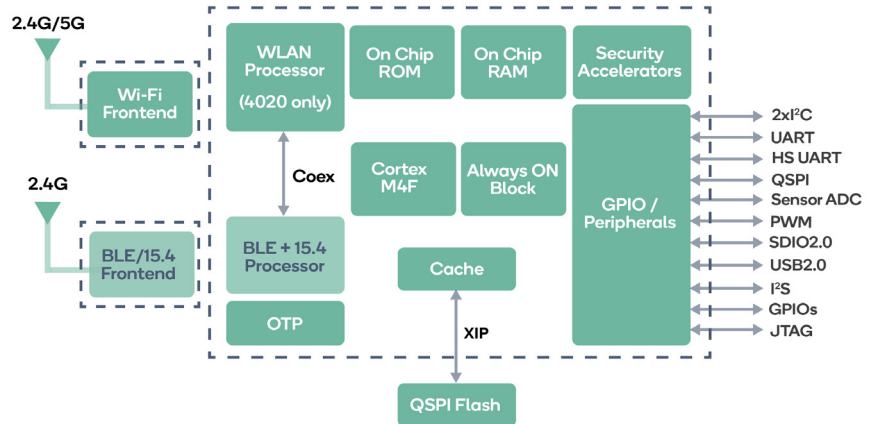 2.4G/5G
Wi-Fi
Frontend
2.4G
BLE/15.4
Frontend
WLAN
Processor
(4020 only)
Coex
BLE + 15.4
Processor
OTP
On Chip
ROM
On Chip
RAM
Security
Accelerators
Cortex
M4F
Always ON
Block
Cache
XIP
QSPI Flash
GPIO /
Peripherals
2xI²C
UART
HS UART
QSPI
Sensor ADC
PWM
SDIO2.0
USB2.0
I²S
GPIOs
JTAG